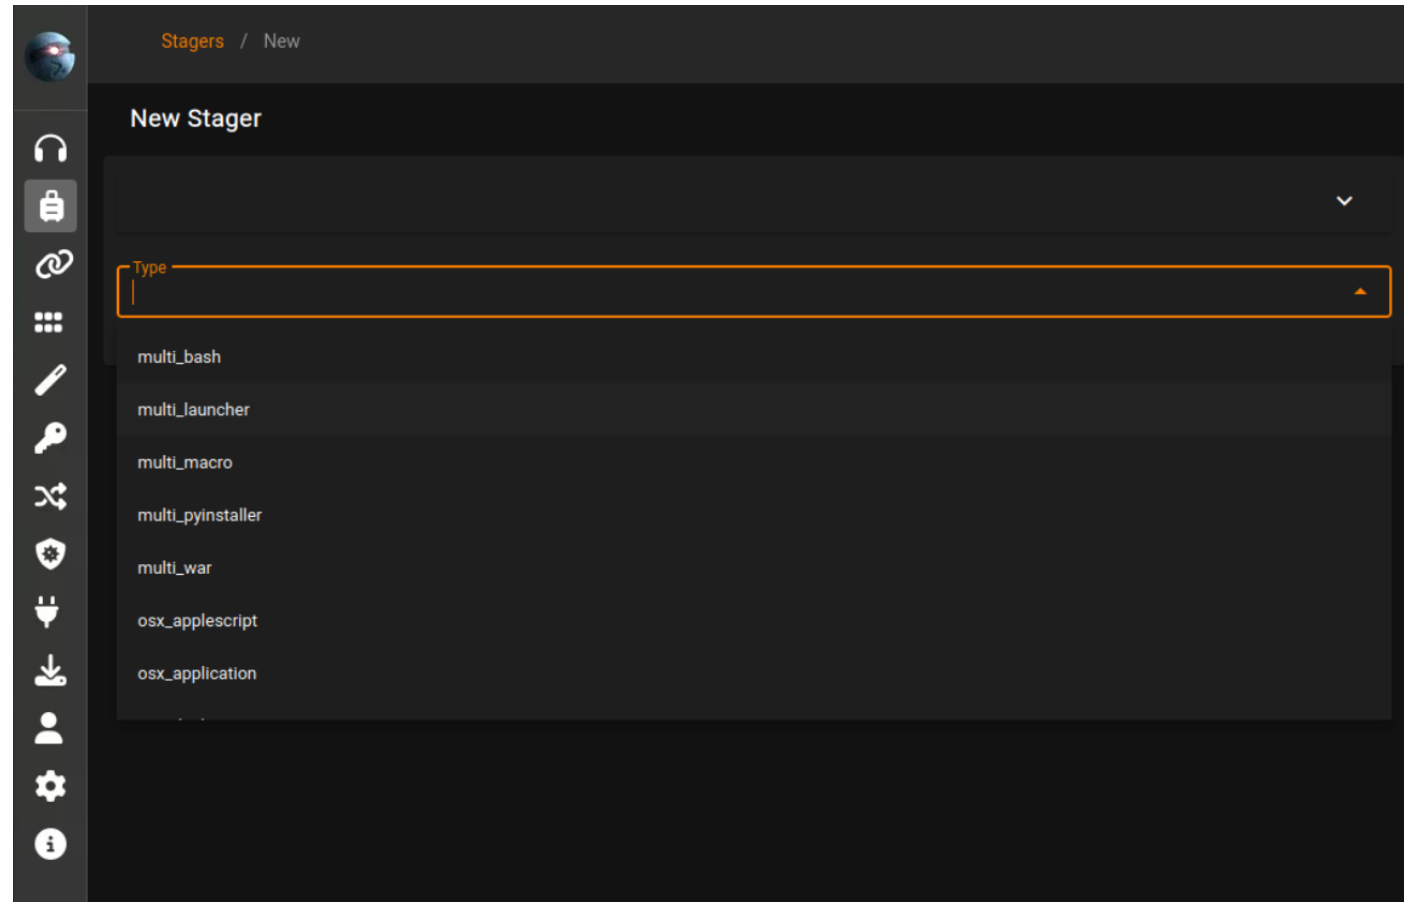 Stagers / New
New Stager
Type
multi_bash
multi_launcher
multi_macro
multi_pyinstaller
multi_war
osx_applescript
osx_application